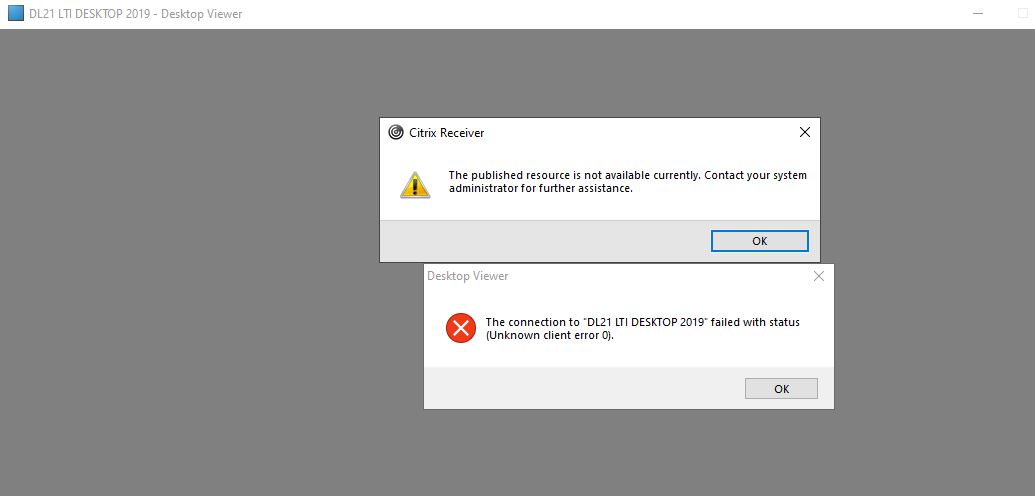 DL21 LTI DESKTOP 2019 - Desktop Viewer
Citrix Receiver
The published resource is not available currently. Contact your system
administrator for further assistance.
OK
Desktop Viewer
The connection to "DL21 LTI DESKTOP 2019" failed with status
(Unknown client error 0).
OK